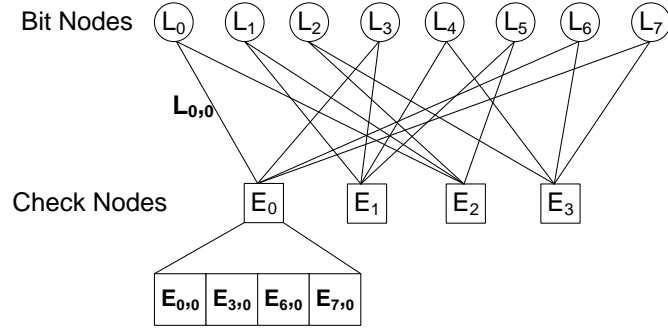 Bit Nodes L₀ L₁ L₂ L₃ L₄ L₅ L₆ L₇
L₀,₀
Check Nodes E₀ E₁ E₂ E₃
E₀,₀ E₃,₀ E₆,₀ E₇,₀